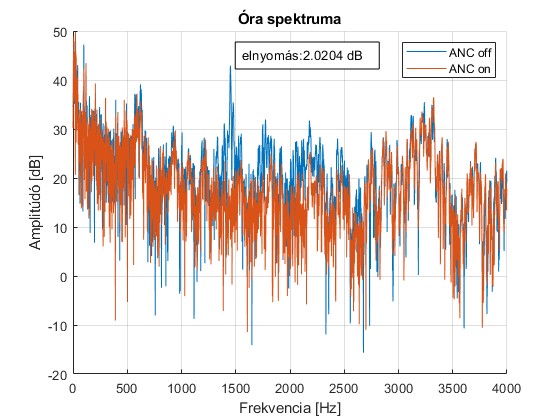 Óra spektruma
elnyomás:2.0204 dB
ANC off
ANC on
Amplitúdó [dB]
50
40
30
20
10
0
-10
-20
0
500
1000
1500
2000
2500
3000
3500
4000
Frekvencia [Hz]